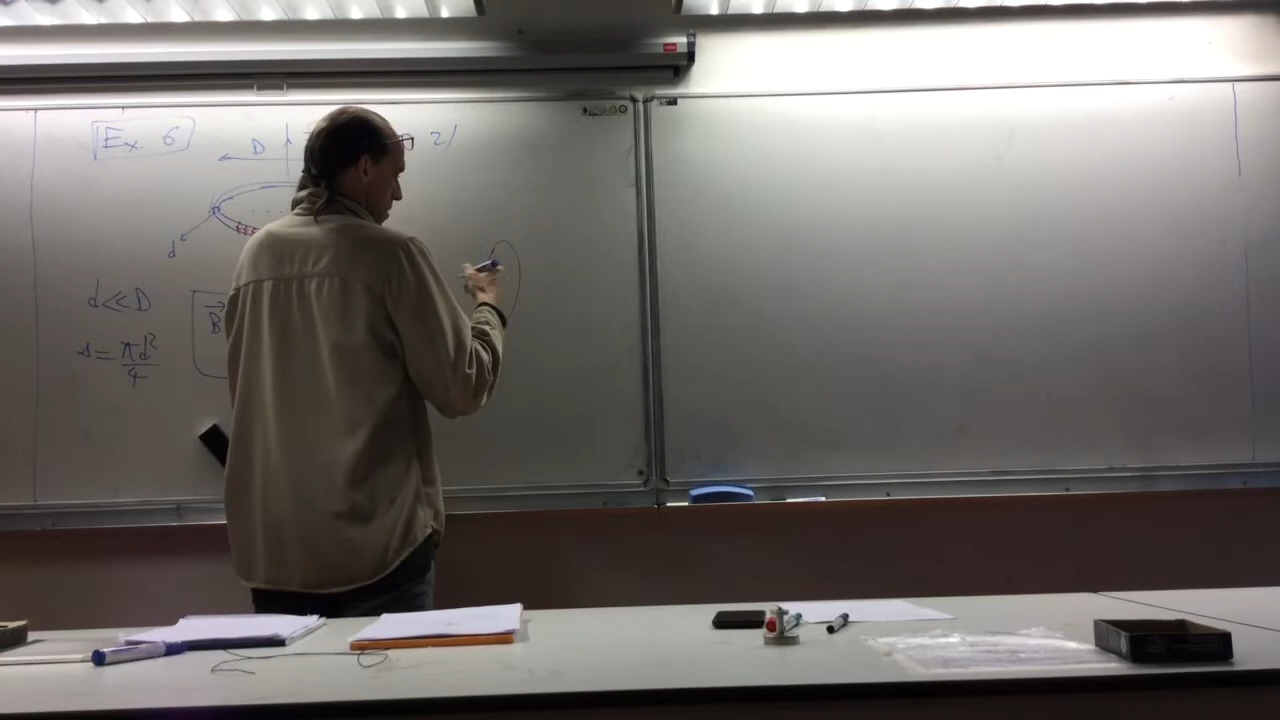 Ex. 6
D
2/
d
d<<D
B
s = πd²/4